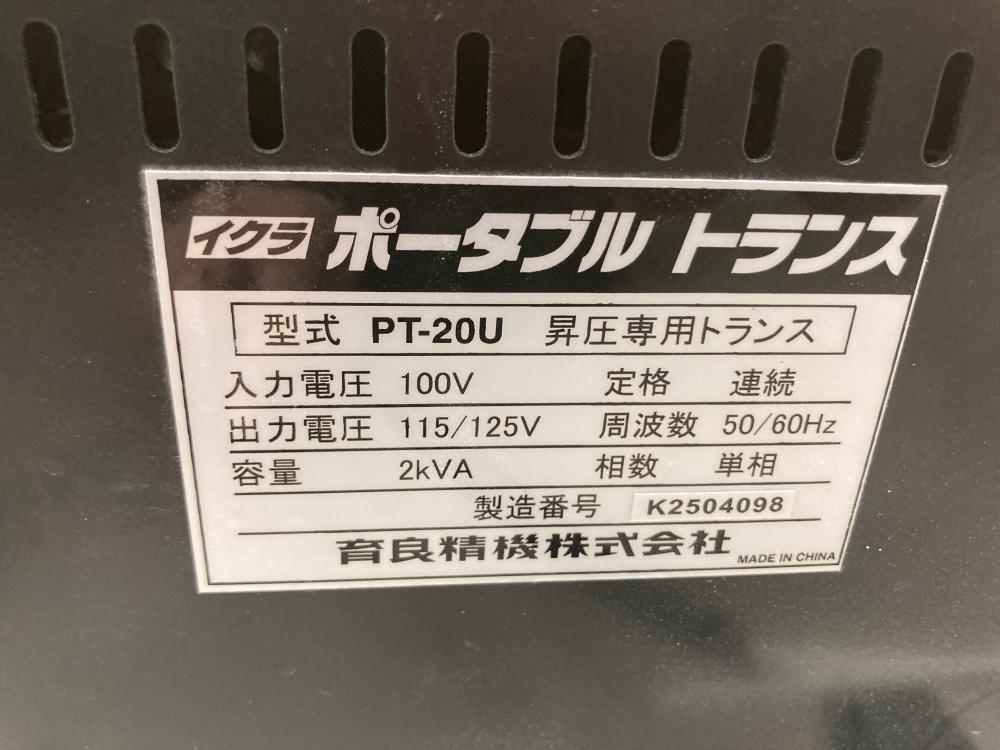 イクラ ポータブル トランス
型式 PT-20U 昇圧専用トランス
入力電圧 100V 定格 連続
出力電圧 115/125V 周波数 50/60Hz
容量 2kVA 相数 単相
製造番号 K2504098
育良精機株式会社 MADE IN CHINA